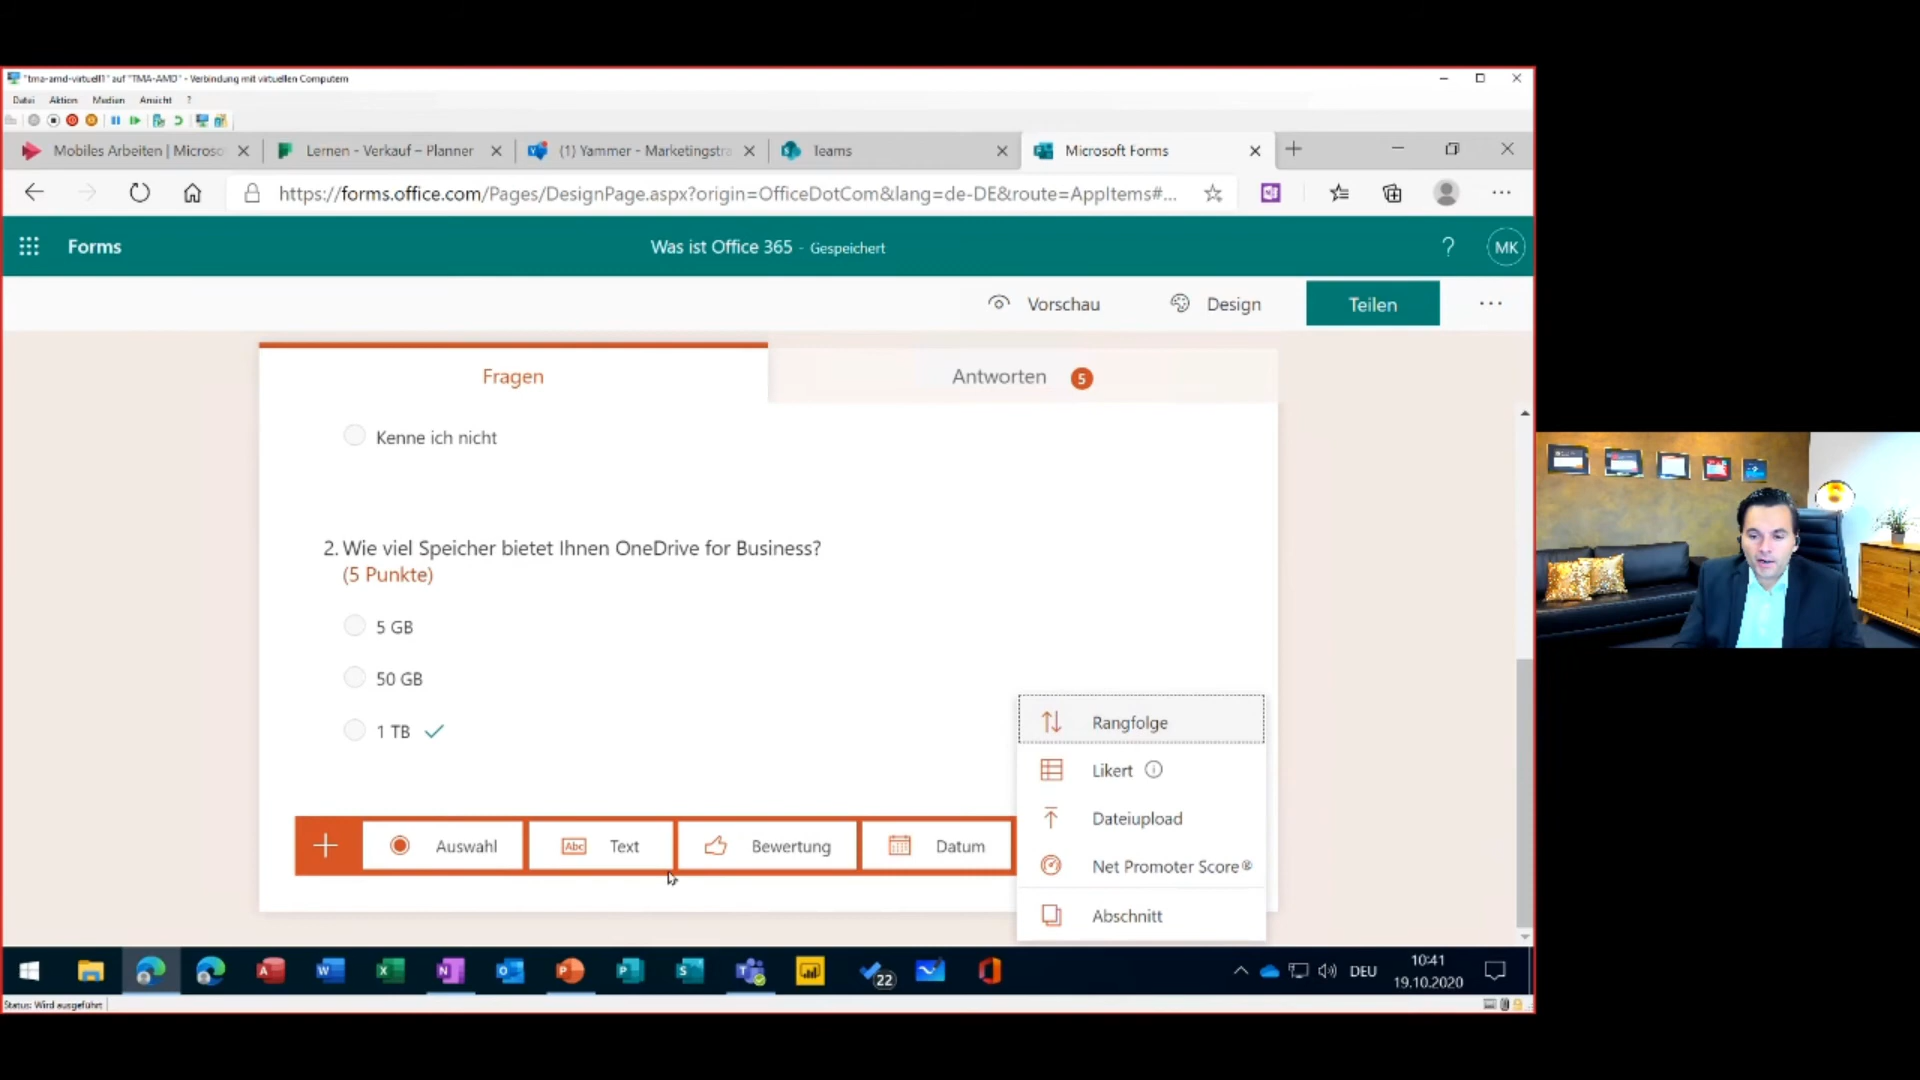 "tma-amd-virtuell1" auf "TMA-AMD" - Verbindung mit virtuellen Computern
Datei Aktion Medien Ansicht ?
Mobiles Arbeiten | Microso
Lernen - Verkauf – Planner
(1) Yammer - Marketingstra
Teams
Microsoft Forms
https://forms.office.com/Pages/DesignPage.aspx?origin=OfficeDotCom&lang=de-DE&route=AppItems#...
Forms
Was ist Office 365 - Gespeichert
? MK
Vorschau
Design
Teilen
Fragen
Antworten 5
Kenne ich nicht
2. Wie viel Speicher bietet Ihnen OneDrive for Business?
(5 Punkte)
5 GB
50 GB
1 TB
Rangfolge
Likert
Dateiupload
Net Promoter Score®
Abschnitt
Auswahl
Abc Text
Bewertung
Datum
22
DEU
10:41
19.10.2020
Status: Wird ausgeführt